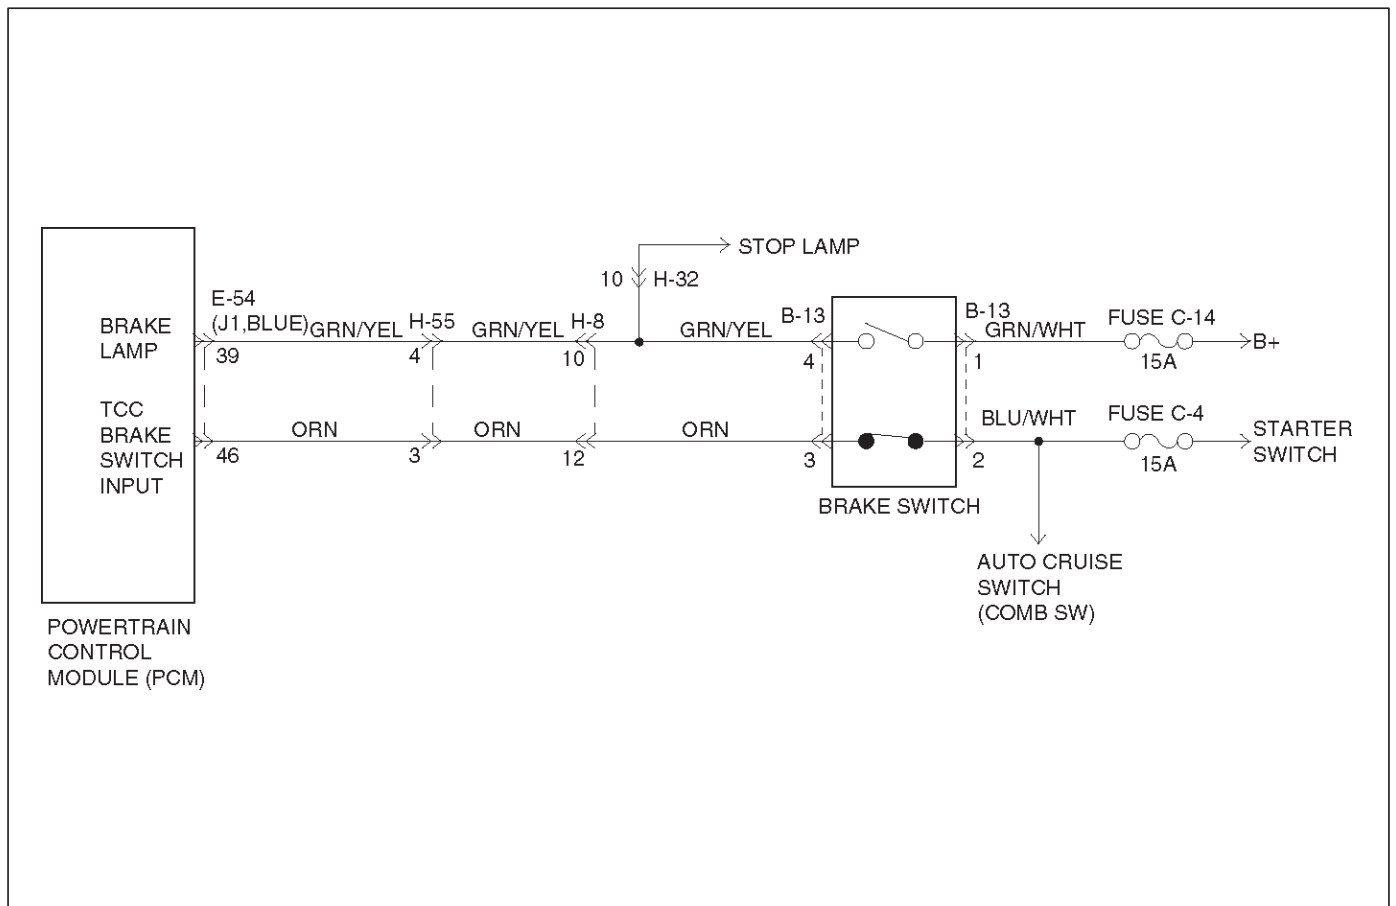 STOP LAMP
10 H-32
E-54
(J1,BLUE)
BRAKE
LAMP
39
GRN/YEL
H-55
4
GRN/YEL
H-8
10
GRN/YEL
B-13
4
B-13
1
GRN/WHT
FUSE C-14
15A
B+
TCC
BRAKE
SWITCH
INPUT
46
ORN
3
ORN
12
ORN
3
2
BLU/WHT
FUSE C-4
15A
STARTER
SWITCH
BRAKE SWITCH
AUTO CRUISE
SWITCH
(COMB SW)
POWERTRAIN
CONTROL
MODULE (PCM)